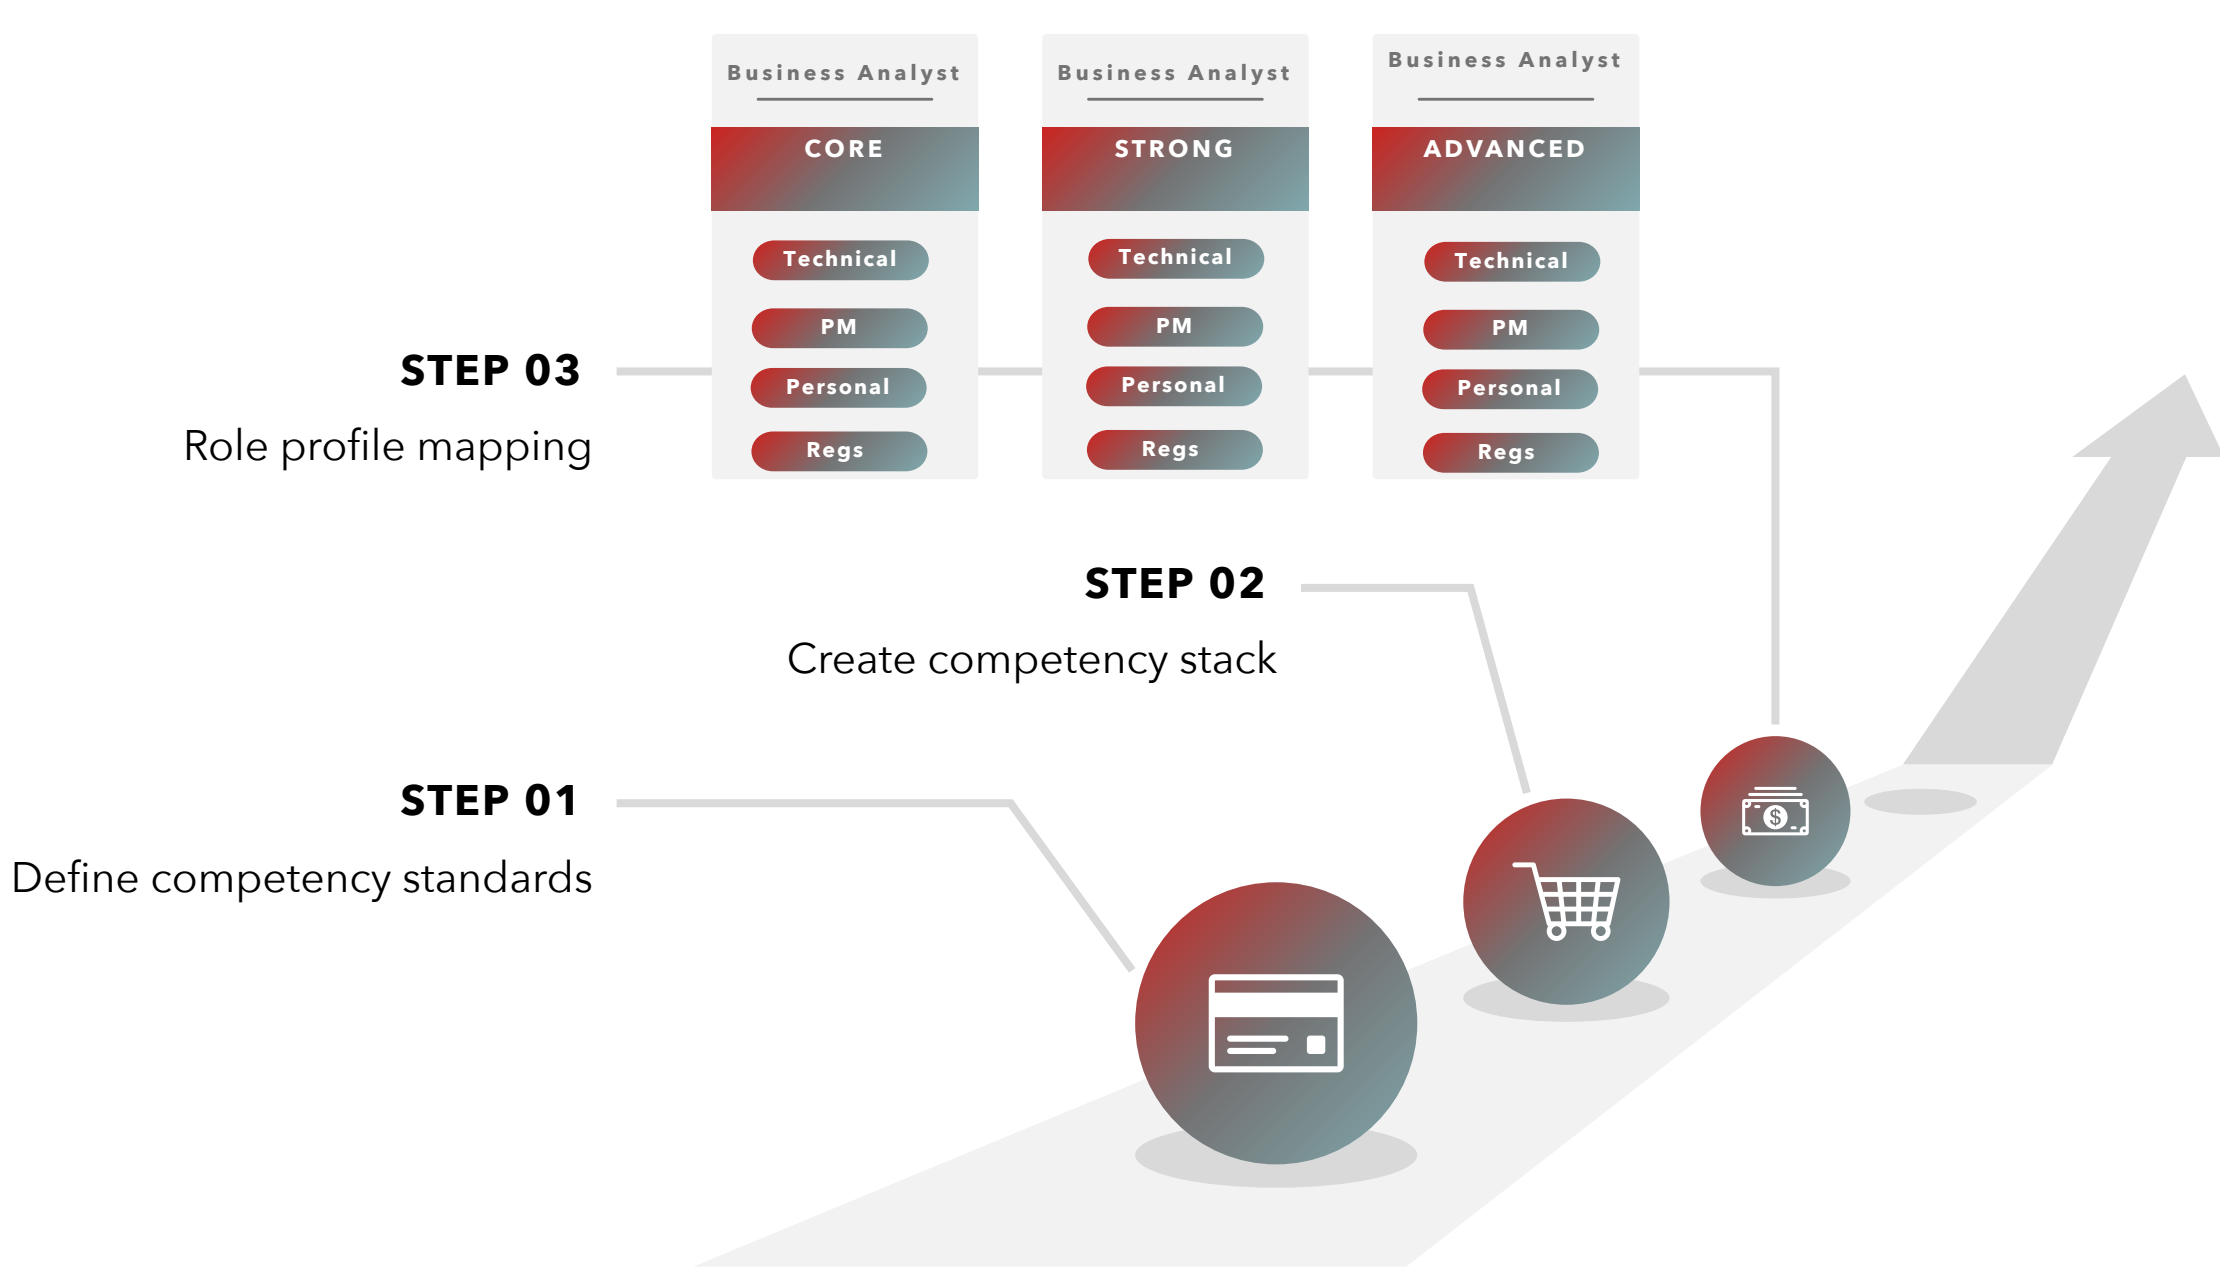 Business Analyst
CORE
Technical
PM
Personal
Regs
Business Analyst
STRONG
Technical
PM
Personal
Regs
Business Analyst
ADVANCED
Technical
PM
Personal
Regs
STEP 03
Role profile mapping
STEP 02
Create competency stack
STEP 01
Define competency standards
$